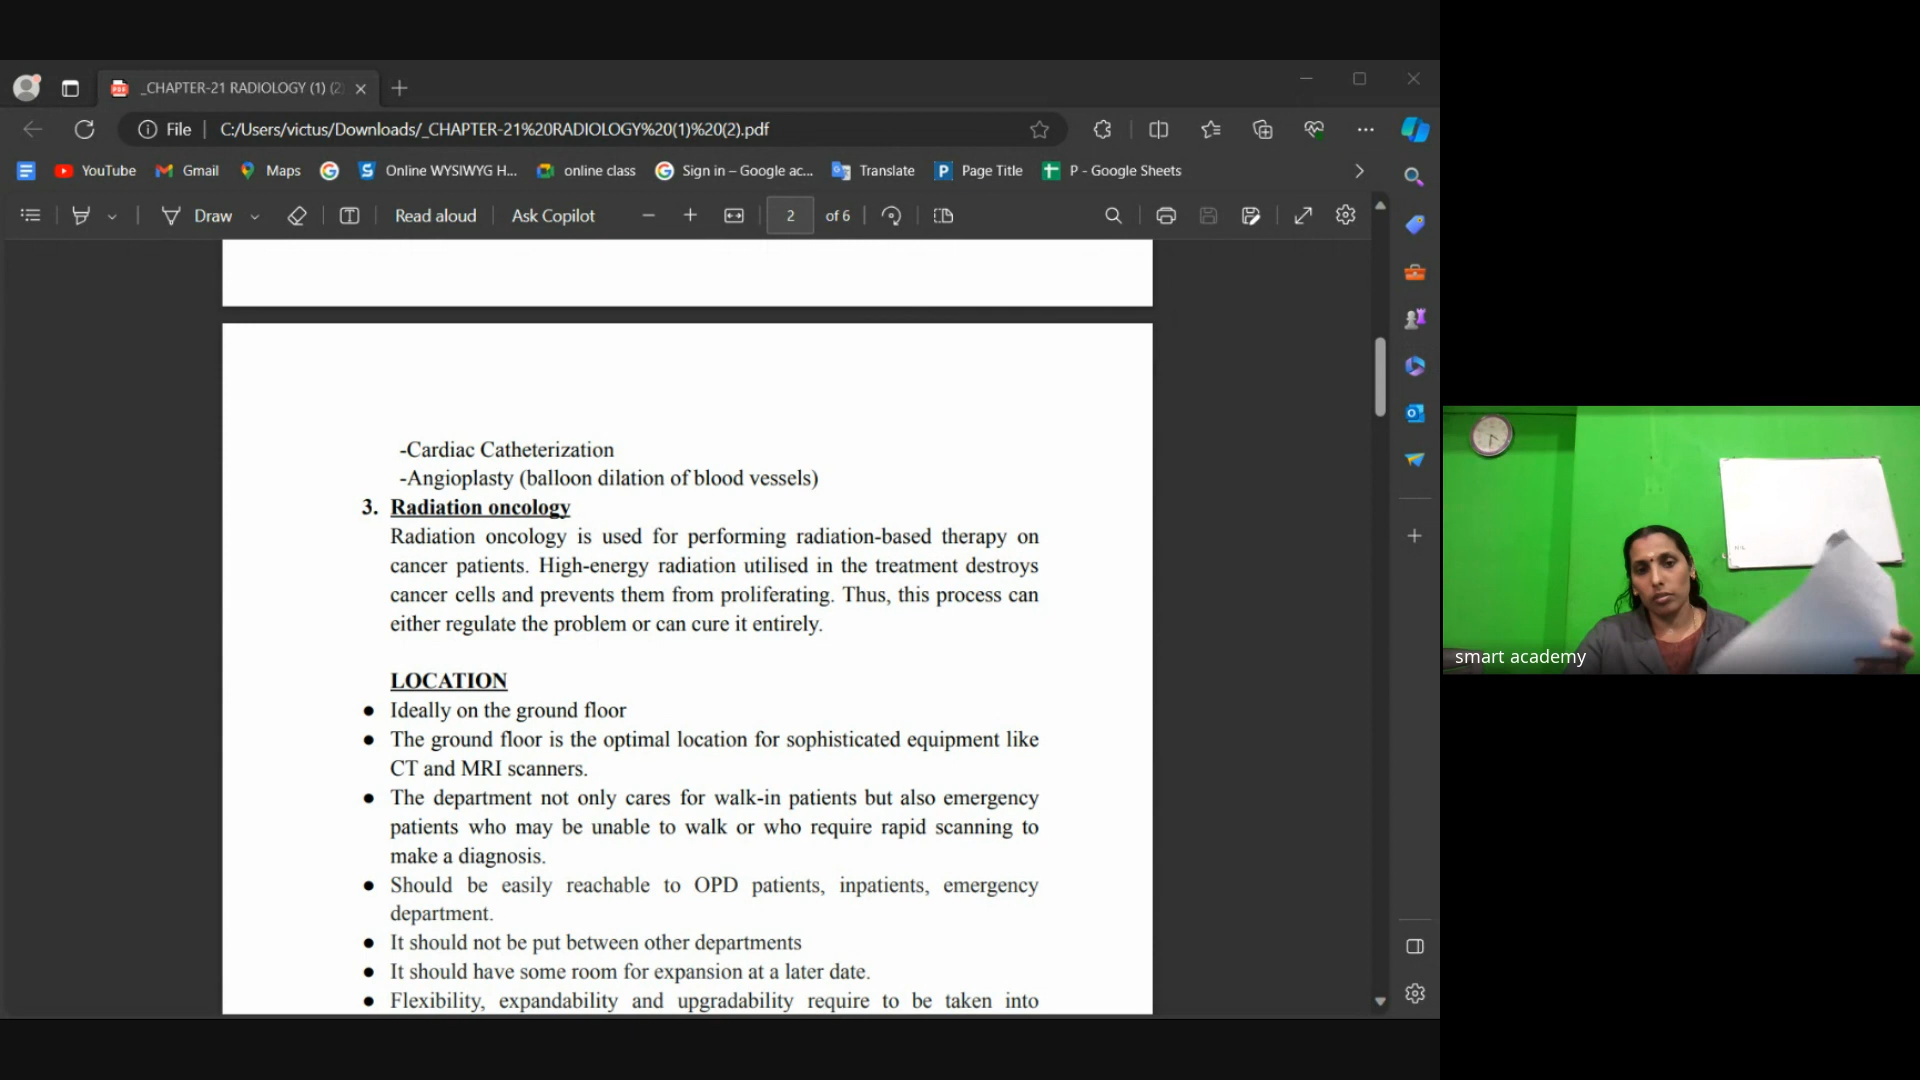 _CHAPTER-21 RADIOLOGY (1) (2)
File
C:/Users/victus/Downloads/_CHAPTER-21%20RADIOLOGY%20(1)%20(2).pdf
YouTube
Gmail
Maps
Online WYSIWYG H...
online class
Sign in – Google ac...
Translate
Page Title
P - Google Sheets
Draw
Read aloud
Ask Copilot
2
of 6
-Cardiac Catheterization
-Angioplasty (balloon dilation of blood vessels)
3. Radiation oncology
Radiation oncology is used for performing radiation-based therapy on
cancer patients. High-energy radiation utilised in the treatment destroys
cancer cells and prevents them from proliferating. Thus, this process can
either regulate the problem or can cure it entirely.
LOCATION
● Ideally on the ground floor
● The ground floor is the optimal location for sophisticated equipment like
CT and MRI scanners.
● The department not only cares for walk-in patients but also emergency
patients who may be unable to walk or who require rapid scanning to
make a diagnosis.
● Should be easily reachable to OPD patients, inpatients, emergency
department.
● It should not be put between other departments
● It should have some room for expansion at a later date.
● Flexibility, expandability and upgradability require to be taken into
smart academy